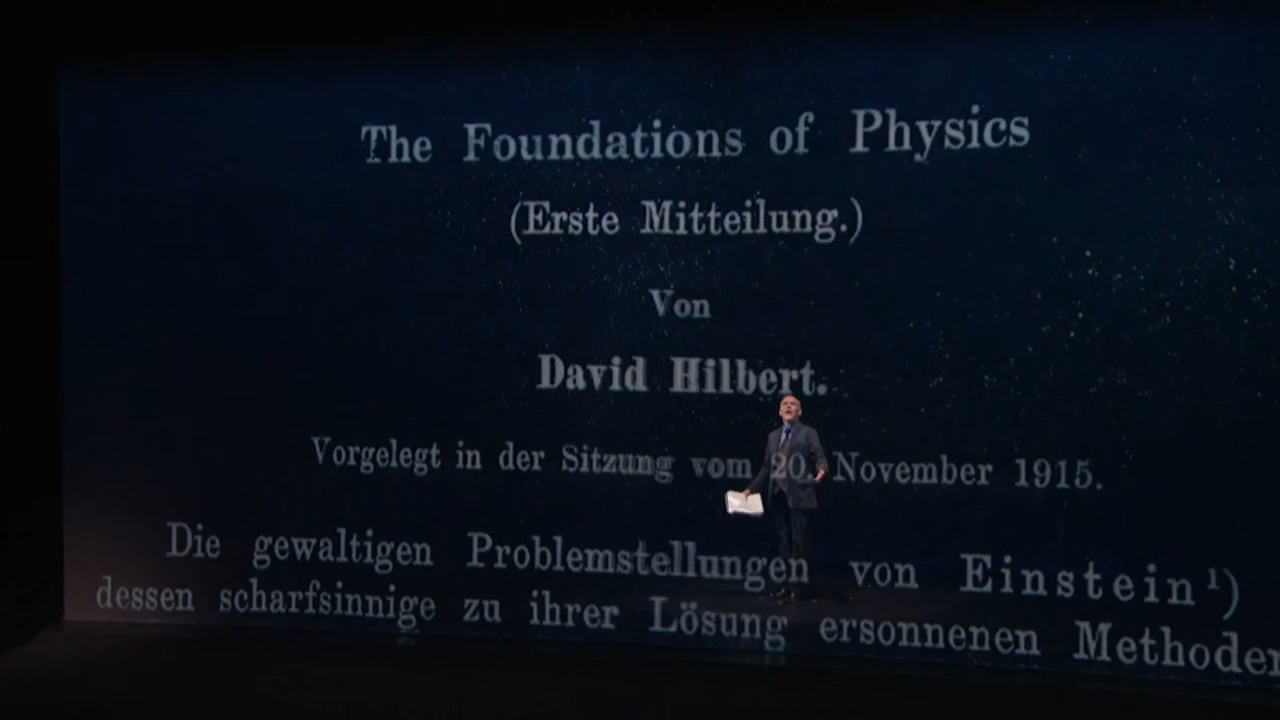 The Foundations of Physics
(Erste Mitteilung.)
Von
David Hilbert.
Vorgelegt in der Sitzung vom 20. November 1915.
Die gewaltigen Problemstellungen von Einstein¹)
dessen scharfsinnige zu ihrer Lösung ersonnenen Methoden